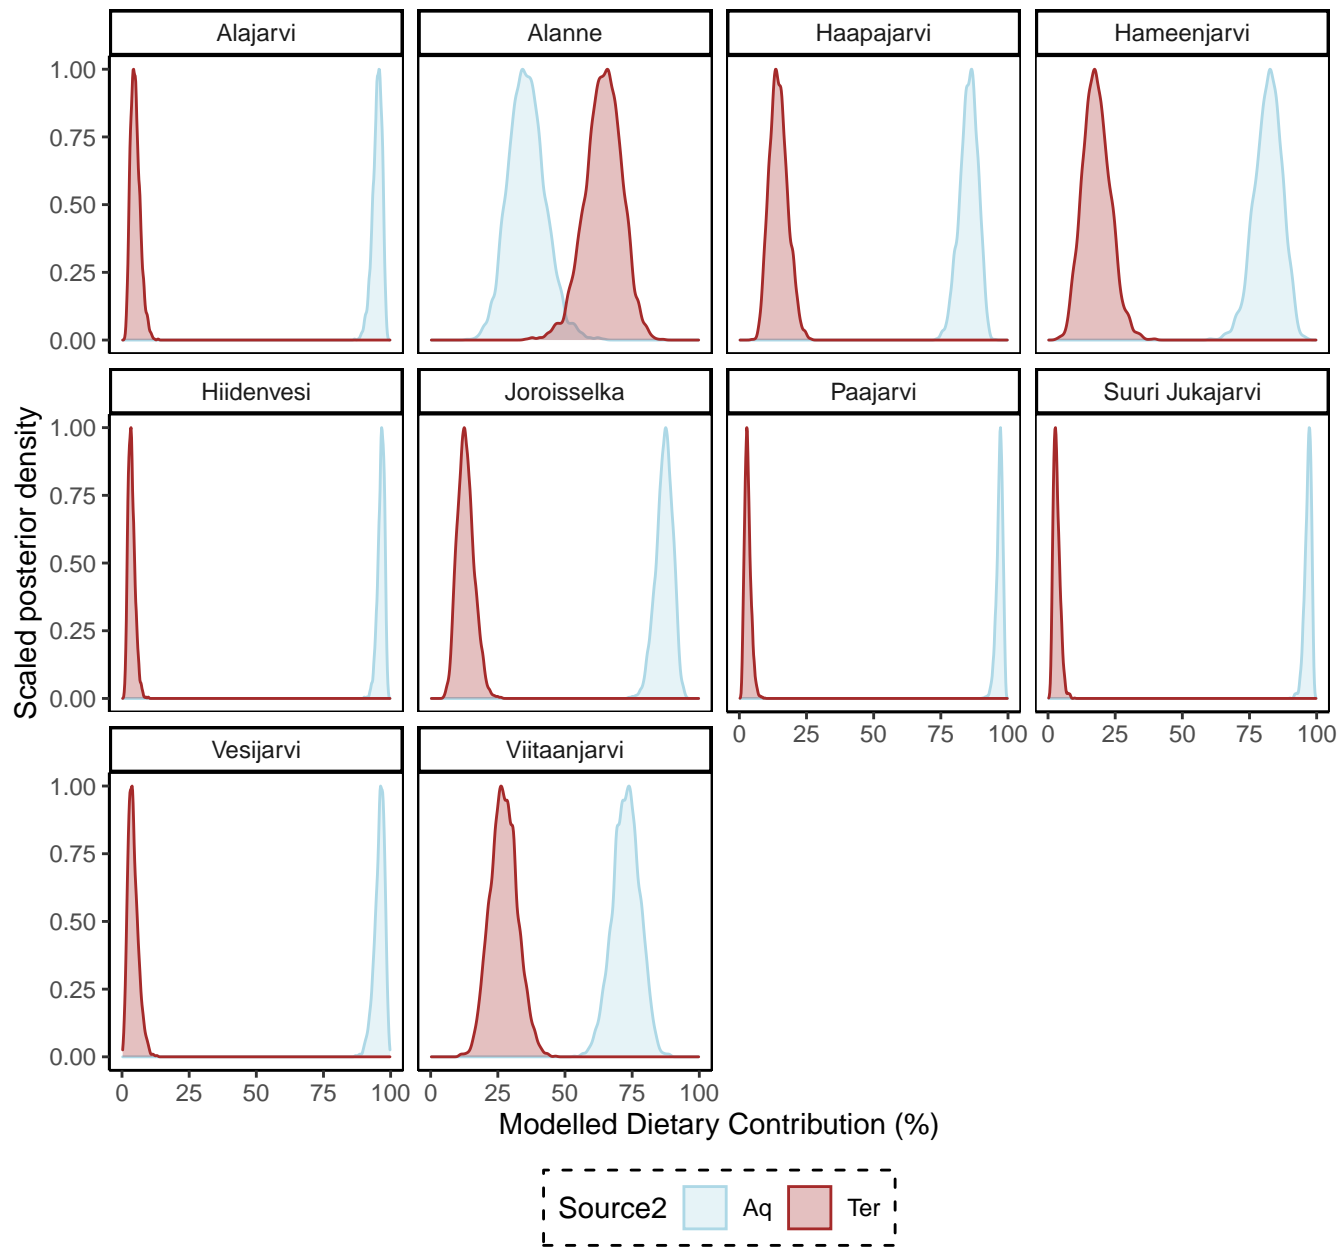 Alajarvi Alanne Haapajarvi Hameenjarvi
1.00
0.75
0.50
0.25
0.00
Hiidenvesi Joroisselka Paajarvi Suuri Jukajarvi
1.00
0.75
0.50
0.25
0.00
0 25 50 75 100 0 25 50 75 100
Vesijarvi Viitaanjarvi
1.00
0.75
0.50
0.25
0.00
0 25 50 75 100 0 25 50 75 100
Scaled posterior density
Modelled Dietary Contribution (%)
Source2 Aq Ter